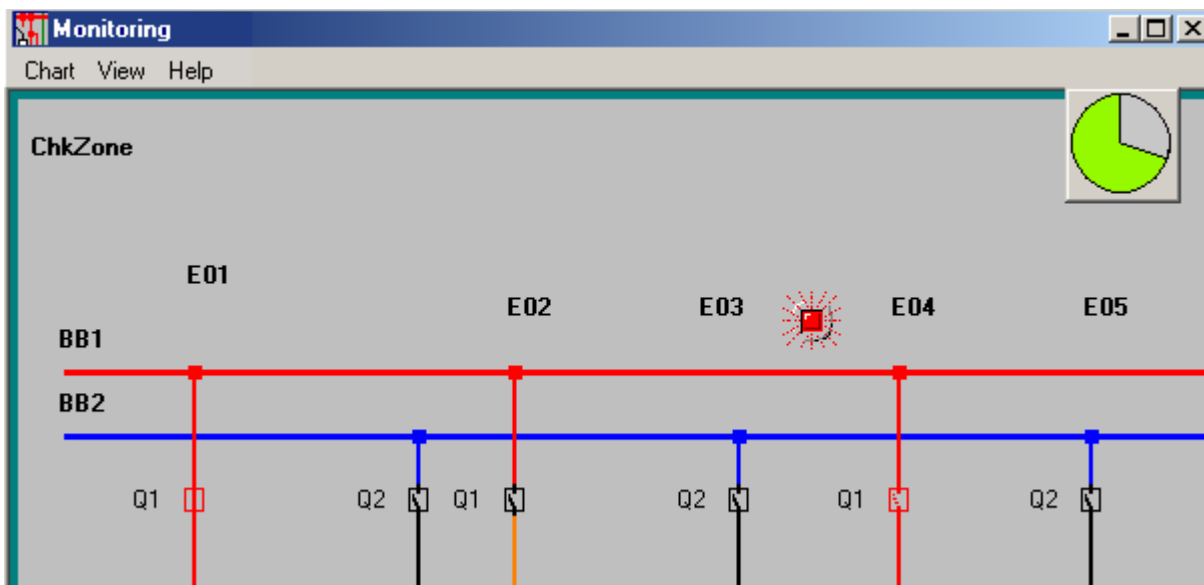 Monitoring
Chart View Help
ChkZone
E01
E02 E03 E04 E05
BB1
BB2
Q1 Q2 Q1 Q2 Q1 Q2